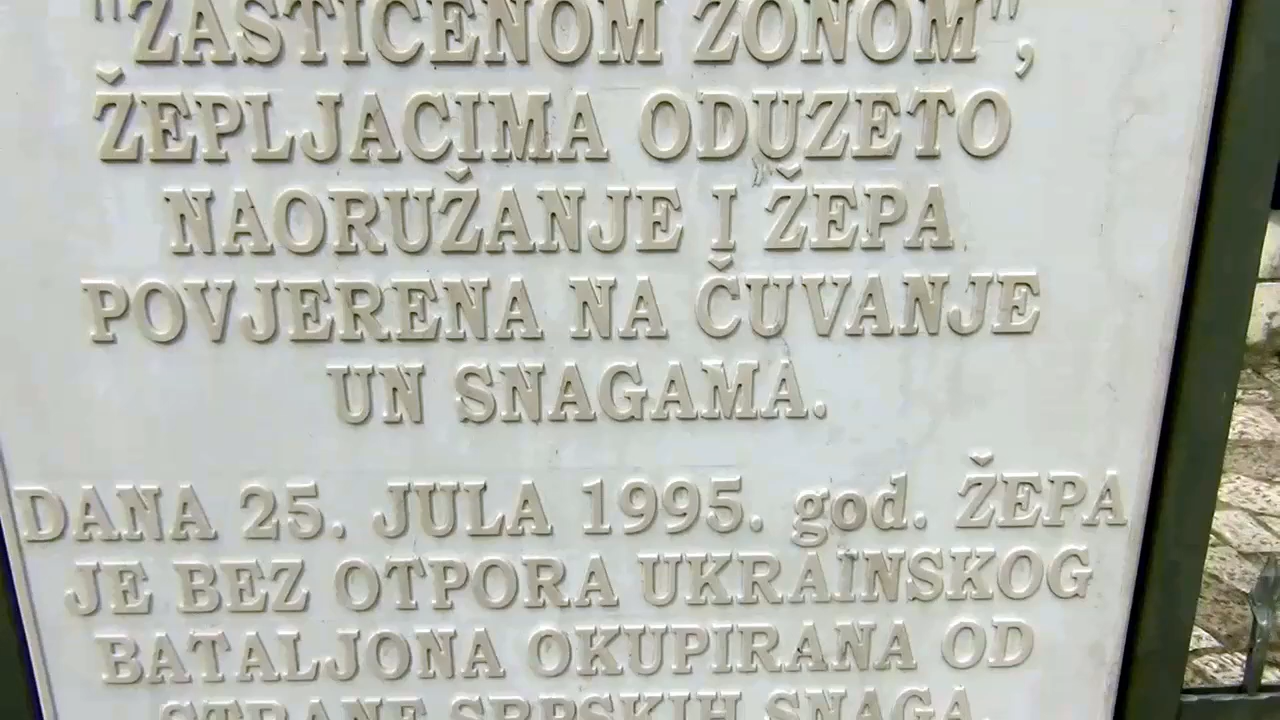 "ZAŠTIĆENOM ZONOM",
ŽEPLJACIMA ODUZETO
NAORUŽANJE I ŽEPA
POVJERENA NA ČUVANJE
UN SNAGAMA.
DANA 25. JULA 1995. god. ŽEPA
JE BEZ OTPORA UKRAINSKOG
BATALJONA OKUPIRANA OD
STRANE SRPSKIH SNAGA.